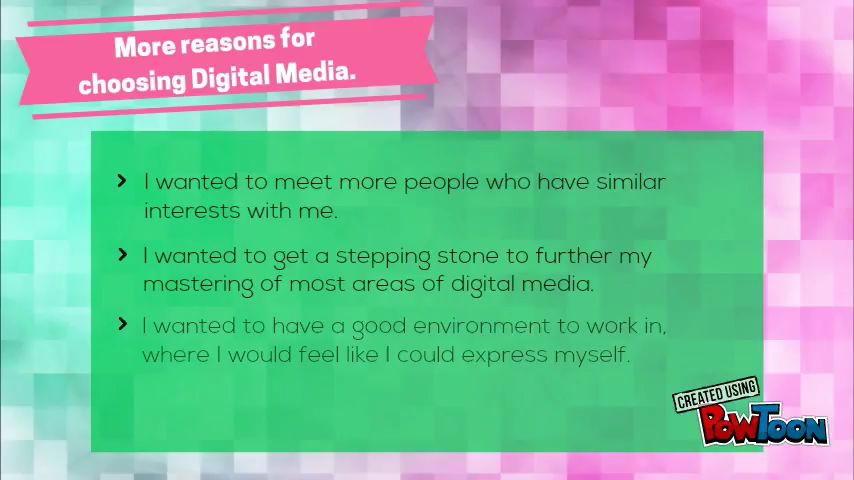 More reasons for
choosing Digital Media.
I wanted to meet more people who have similar
interests with me.
I wanted to get a stepping stone to further my
mastering of most areas of digital media.
I wanted to have a good environment to work in,
where I would feel like I could express myself.
CREATED USING
POWTOON